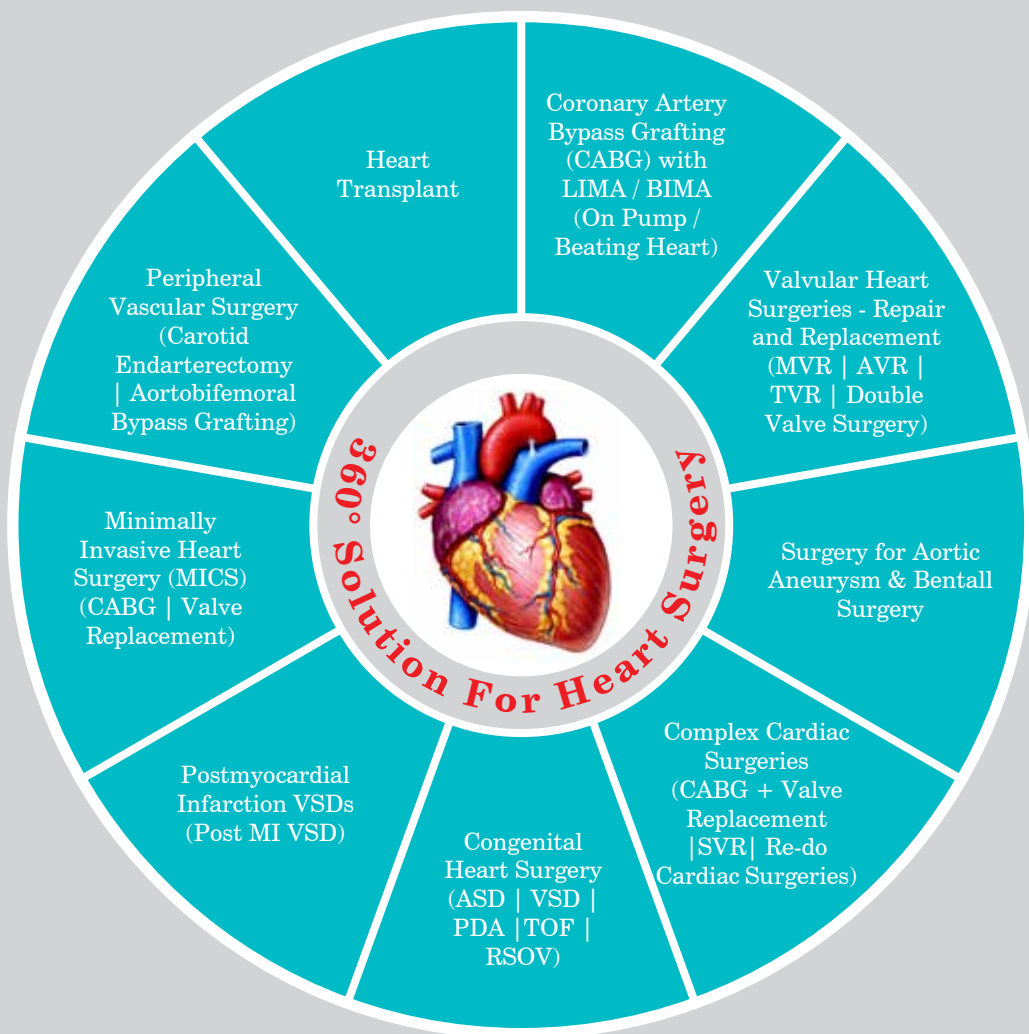 Coronary Artery
Bypass Grafting
(CABG) with
LIMA / BIMA
(On Pump /
Beating Heart)
Valvular Heart
Surgeries - Repair
and Replacement
(MVR | AVR |
TVR | Double
Valve Surgery)
Surgery for Aortic
Aneurysm & Bentall
Surgery
Complex Cardiac
Surgeries
(CABG + Valve
Replacement
|SVR| Re-do
Cardiac Surgeries)
Congenital
Heart Surgery
(ASD | VSD |
PDA |TOF |
RSOV)
Postmyocardial
Infarction VSDs
(Post MI VSD)
Minimally
Invasive Heart
Surgery (MICS)
(CABG | Valve
Replacement)
Peripheral
Vascular Surgery
(Carotid
Endarterectomy
| Aortobifemoral
Bypass Grafting)
Heart
Transplant
360° Solution For Heart Surgery